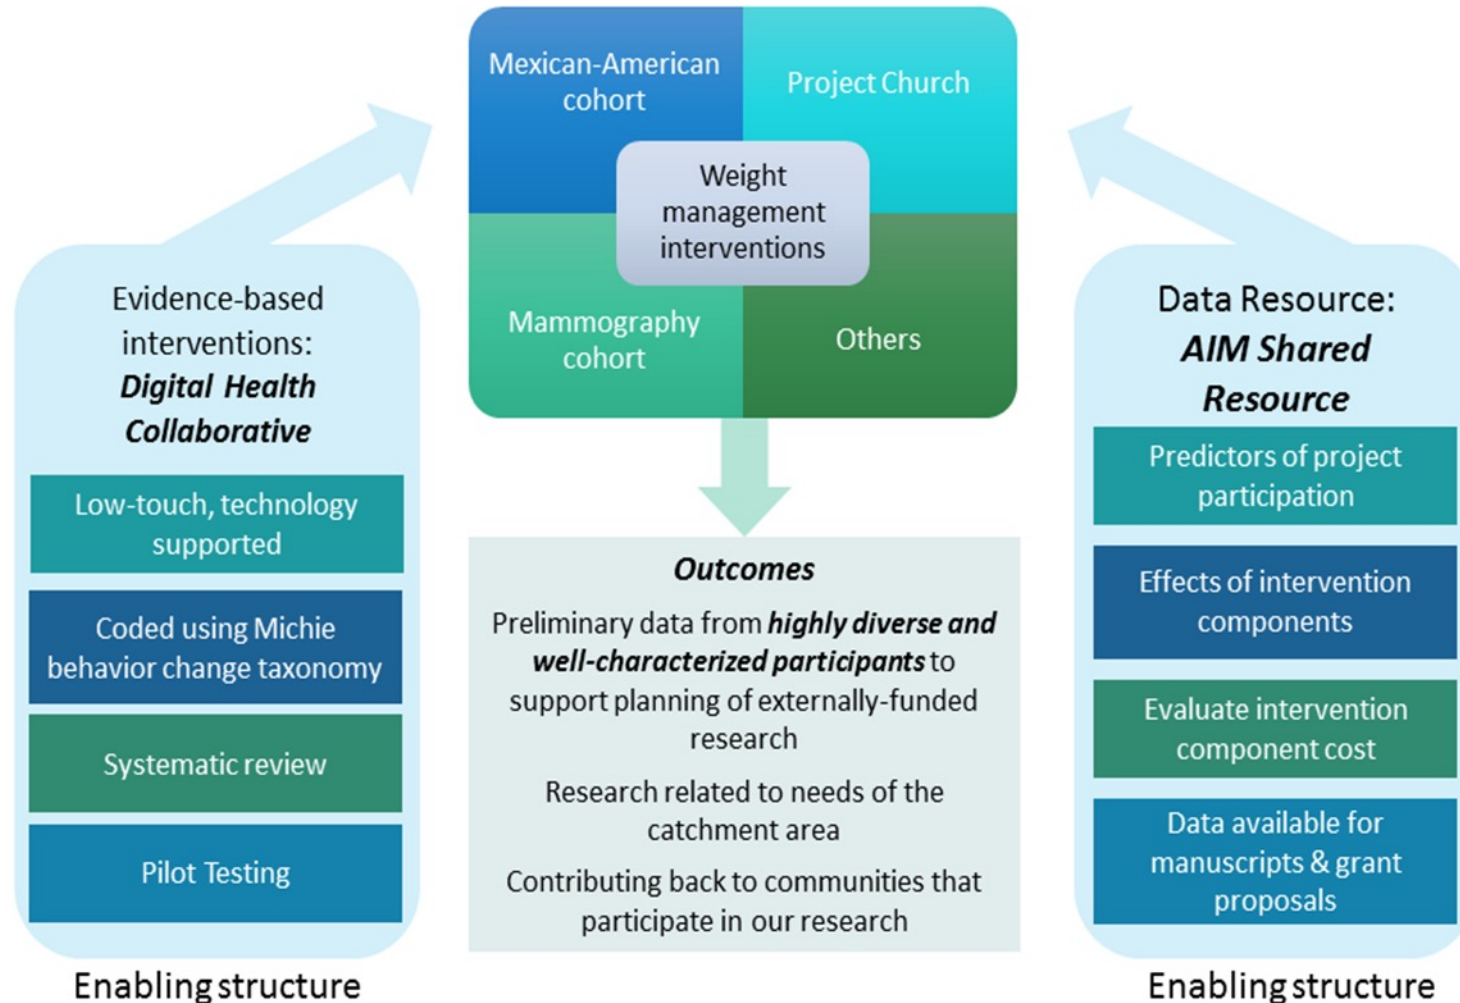 Mexican-American
cohort
Project Church
Weight
management
interventions
Mammography
cohort
Others
Evidence-based
interventions:
Digital Health
Collaborative
Low-touch, technology
supported
Coded using Michie
behavior change taxonomy
Systematic review
Pilot Testing
Enabling structure
Outcomes
Preliminary data from highly diverse and
well-characterized participants to
support planning of externally-funded
research
Research related to needs of the
catchment area
Contributing back to communities that
participate in our research
Data Resource:
AIM Shared
Resource
Predictors of project
participation
Effects of intervention
components
Evaluate intervention
component cost
Data available for
manuscripts & grant
proposals
Enabling structure